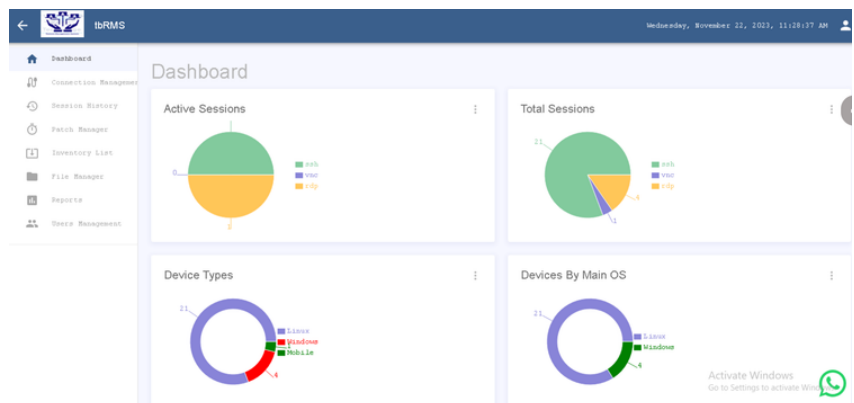 tbRMS
Wednesday, November 22, 2023, 11:28:37 AM
Dashboard
Connection Managemen
Session History
Patch Manager
Inventory List
File Manager
Reports
Users Management
Dashboard
Active Sessions
0
ssh
vnc
rdp
Total Sessions
21
4
1
ssh
vnc
rdp
Device Types
21
1
4
Linux
Windows
Mobile
Devices By Main OS
21
4
Linux
Windows
Activate Windows
Go to Settings to activate Win